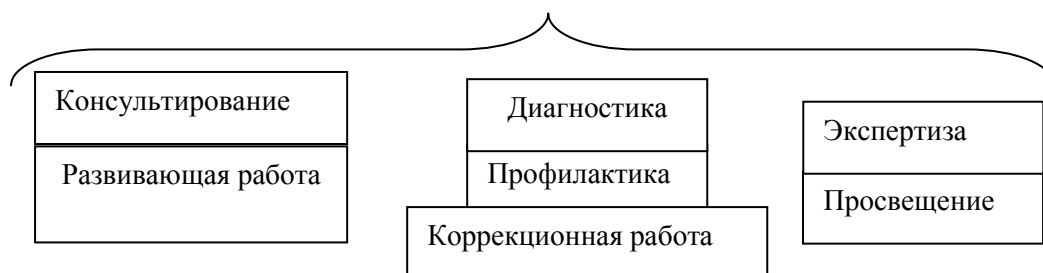 Консультирование
Развивающая работа
Диагностика
Профилактика
Коррекционная работа
Экспертиза
Просвещение